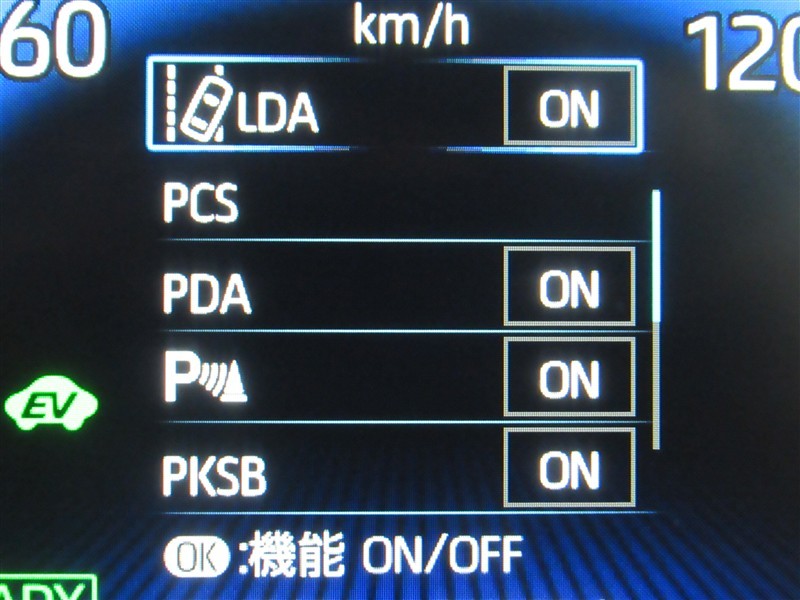 60
km/h
120
LDA ON
PCS
PDA ON
P ON
EV
PKSB ON
OK:機能 ON/OFF